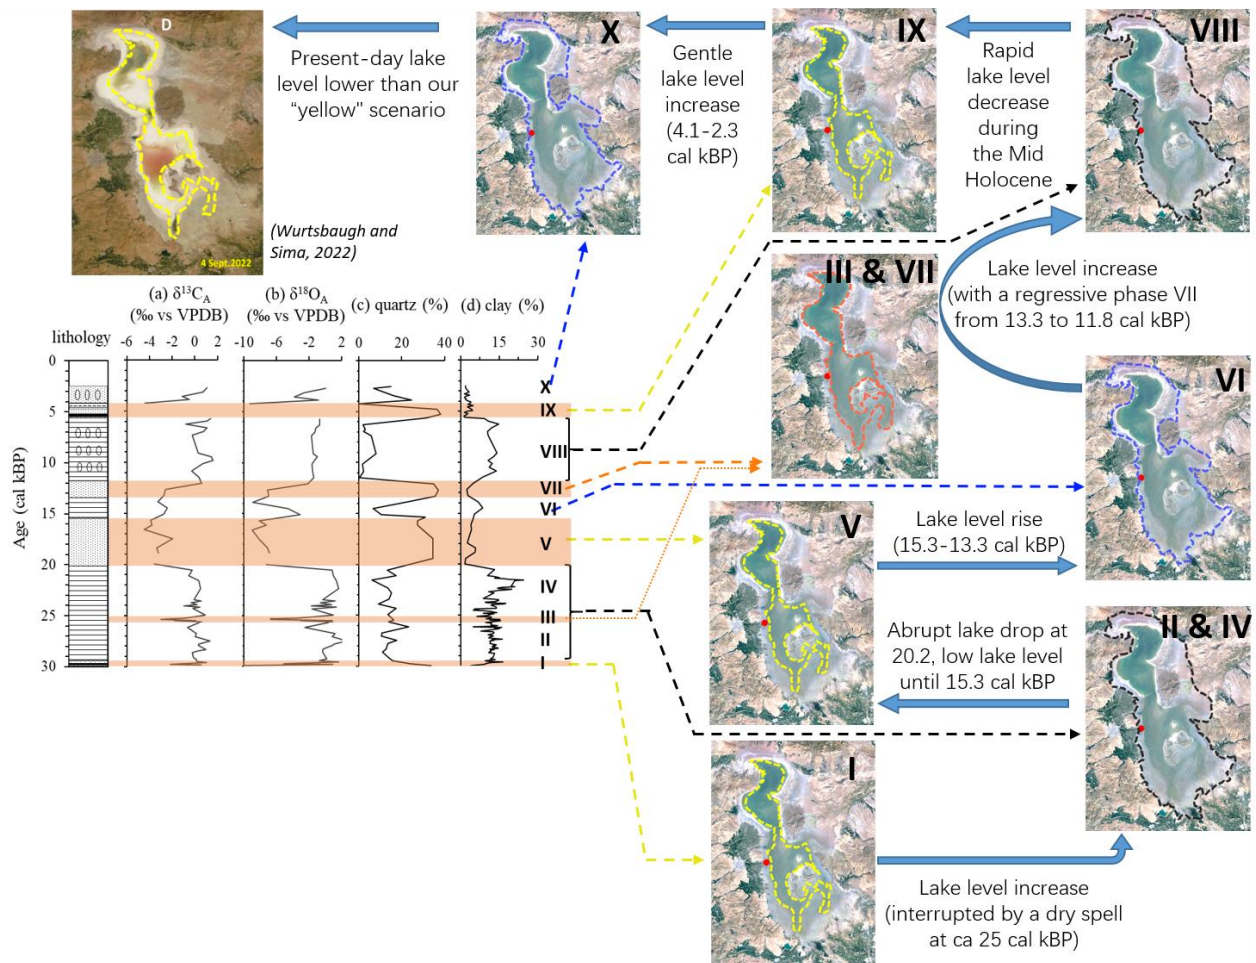 D
Present-day lake
level lower than our
“yellow" scenario
X
Gentle
lake level
increase
(4.1-2.3
cal kBP)
IX
Rapid
lake level
decrease
during
the Mid
Holocene
VIII
(Wurtsbaugh and
Sima, 2022)
4 Sept.2022
III & VII
Lake level increase
(with a regressive phase VII
from 13.3 to 11.8 cal kBP)
(a) δ13CA
(‰ vs VPDB)
(b) δ18OA
(‰ vs VPDB)
(c) quartz (%)
(d) clay (%)
lithology
-6 -4 -2 0 2
-10 -6 -2 2
0 20 40
0 15 30
Age (cal kBP)
0
5
10
15
20
25
30
X
IX
VIII
VII
VI
V
IV
III
II
I
VI
V
Lake level rise
(15.3-13.3 cal kBP)
II & IV
Abrupt lake drop at
20.2, low lake level
until 15.3 cal kBP
I
Lake level increase
(interrupted by a dry spell
at ca 25 cal kBP)